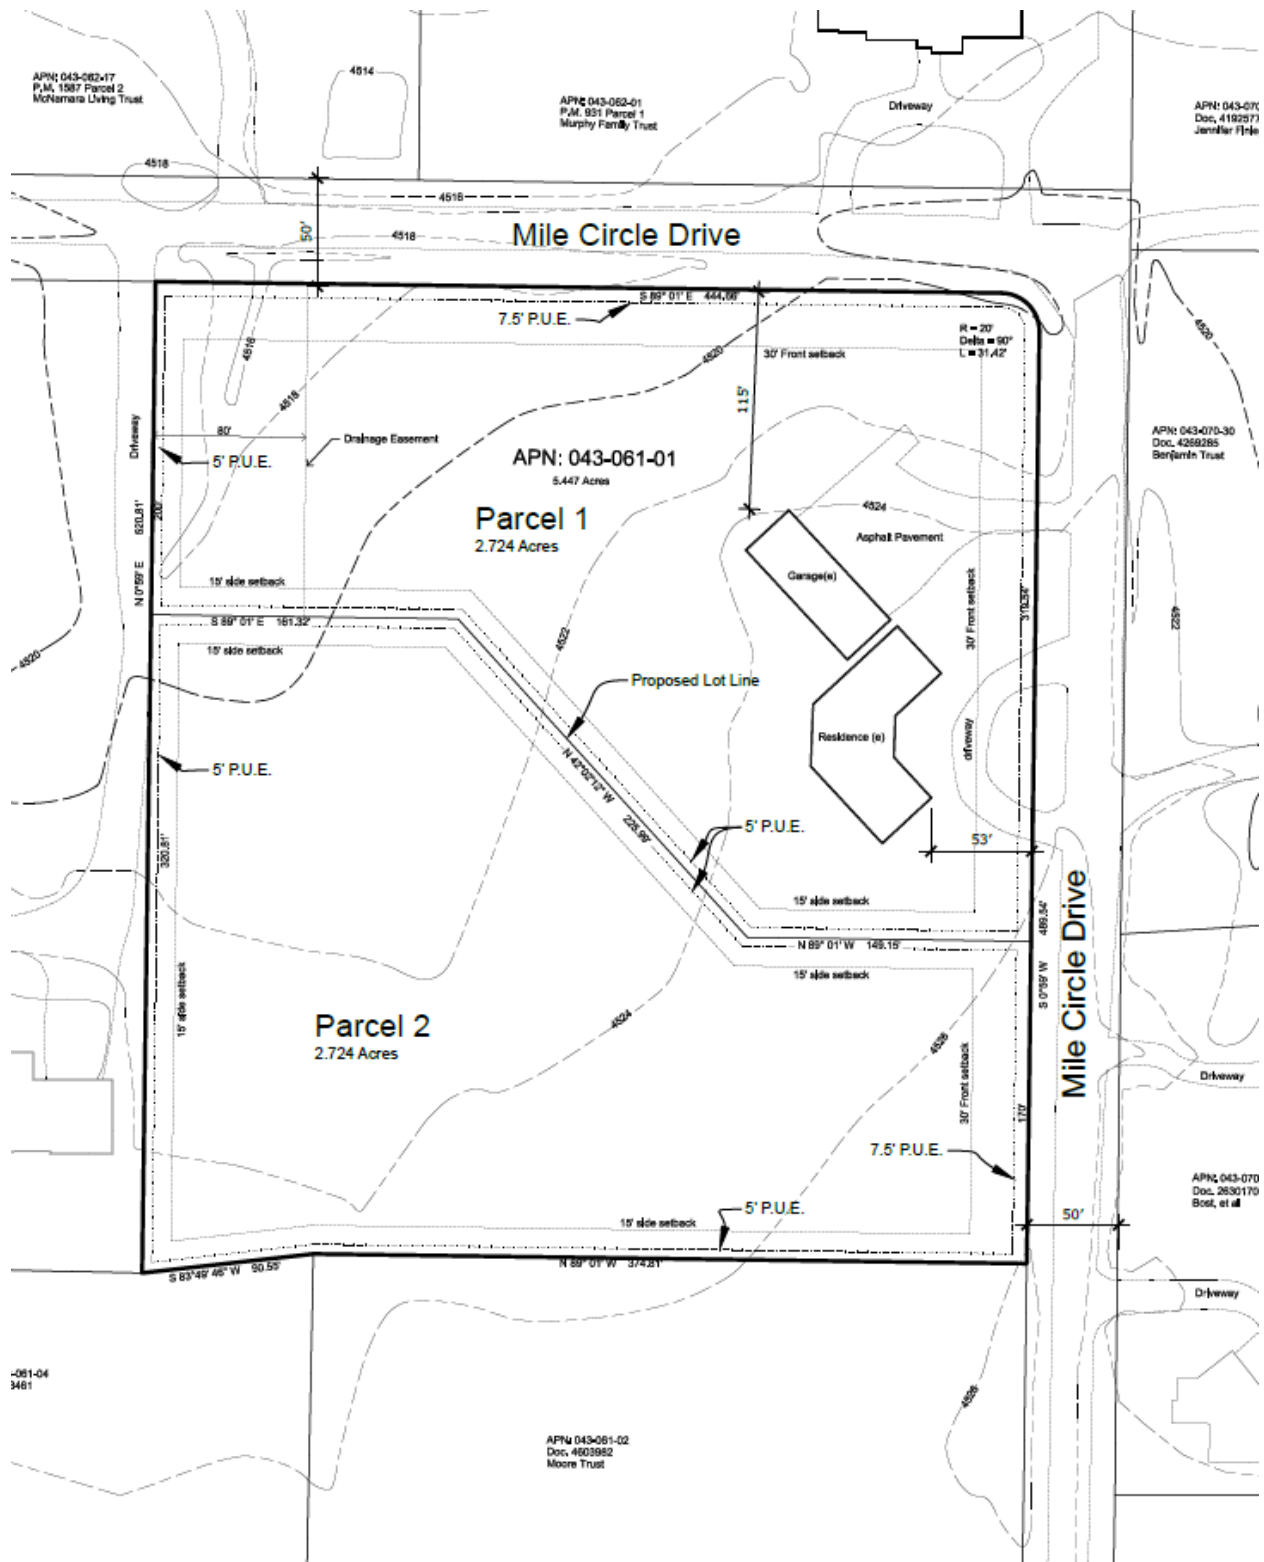 4514
APN: 043-062-17
P.M. 1587 Parcel 2
McNamara Living Trust
APN: 043-062-01
P.M. 931 Parcel 1
Murphy Family Trust
Driveway
APN: 043-070
Doc. 4192577
Jennifer Finle
4518
4518
50'
4518
Mile Circle Drive
S 89° 01' E 444.66'
7.5' P.U.E.
R = 20'
Delta = 90°
L = 31.42'
4520
4516
4520
30' Front setback
115'
4518
80'
Drainage Easement
Driveway
5' P.U.E.
APN: 043-061-01
5.447 Acres
APN: 043-070-30
Doc. 4269285
Benjamin Trust
Parcel 1
2.724 Acres
4524
Asphalt Pavement
200'
N 0°59' E 520.81'
Garage(e)
15' side setback
30' Front setback
319.54'
S 89° 01' E 161.32'
4522
4522
15' side setback
4520
Proposed Lot Line
Residence (e)
driveway
5' P.U.E.
N 42°02'12" W 225.99'
5' P.U.E.
53'
320.81'
15' side setback
489.54'
S 0°59' W
N 89° 01' W 149.15'
15' side setback
Mile Circle Drive
15' side setback
Parcel 2
2.724 Acres
4524
4526
30' Front setback
Driveway
170'
7.5' P.U.E.
APN: 043-070
Doc. 2630170
Bost, et al
5' P.U.E.
50'
15' side setback
S 83°49'46" W 90.55'
N 89° 01' W 374.81'
Driveway
-061-04
3461
4526
APN: 043-061-02
Doc. 4603982
Moore Trust